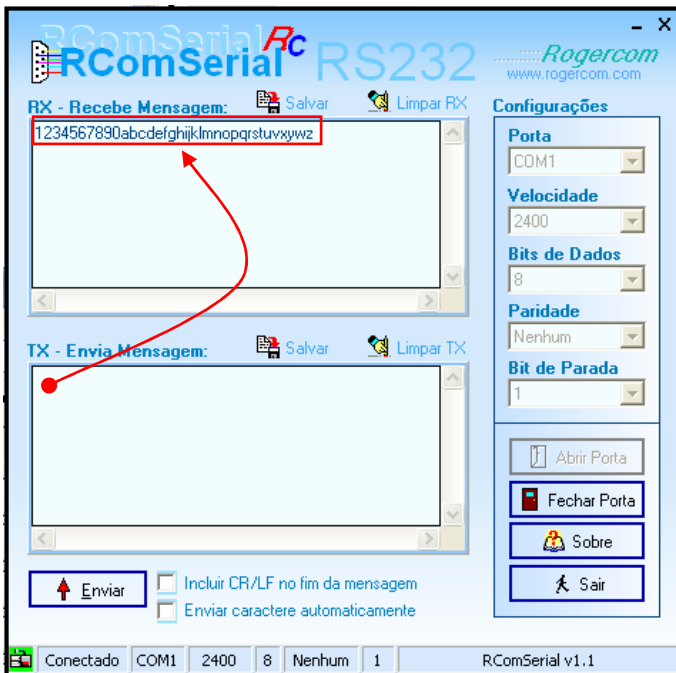 RComSerial Rc RS232
Rogercom
www.rogercom.com
RX - Recebe Mensagem: Salvar Limpar RX
1234567890abcdefghijklmnopqrstuvxywz
TX - Envia Mensagem: Salvar Limpar TX
Enviar
Incluir CR/LF no fim da mensagem
Enviar caractere automaticamente
Configurações
Porta
COM1
Velocidade
2400
Bits de Dados
8
Paridade
Nenhum
Bit de Parada
1
Abrir Porta
Fechar Porta
Sobre
Sair
Conectado COM1 2400 8 Nenhum 1 RComSerial v1.1